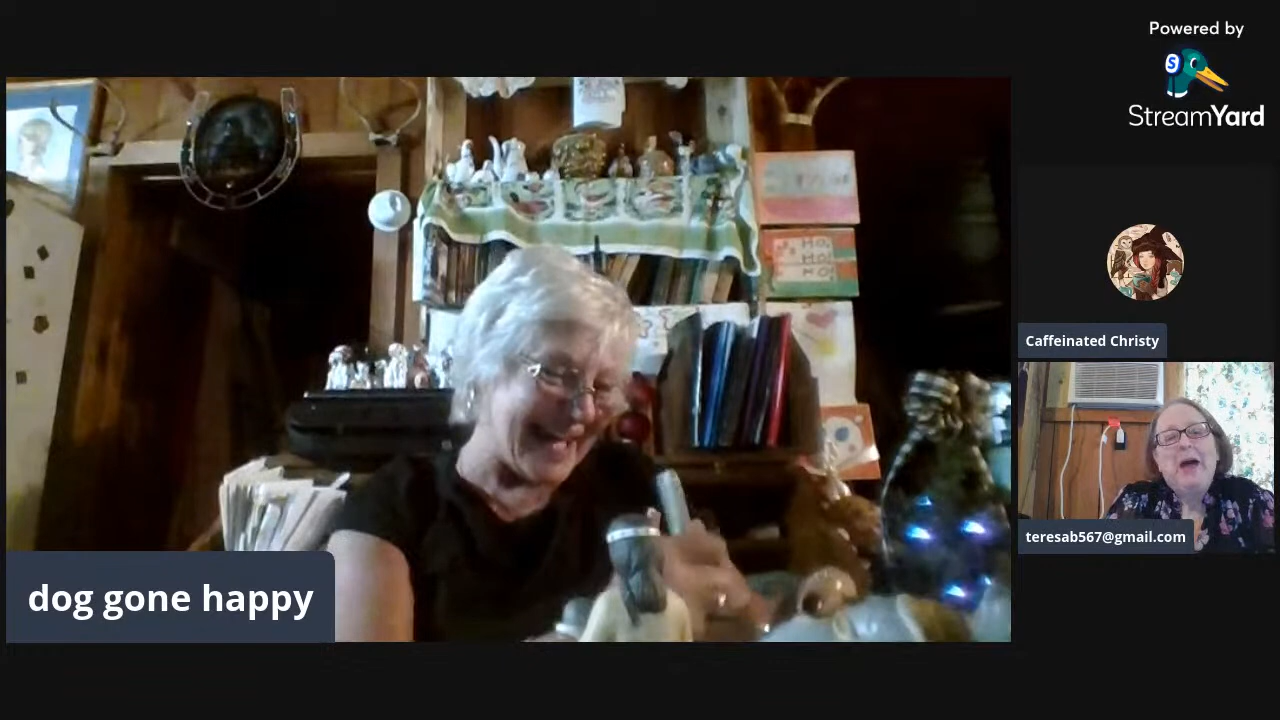 Powered by
StreamYard
HO,
HO!
HO!
Caffeinated Christy
teresab567@gmail.com
dog gone happy